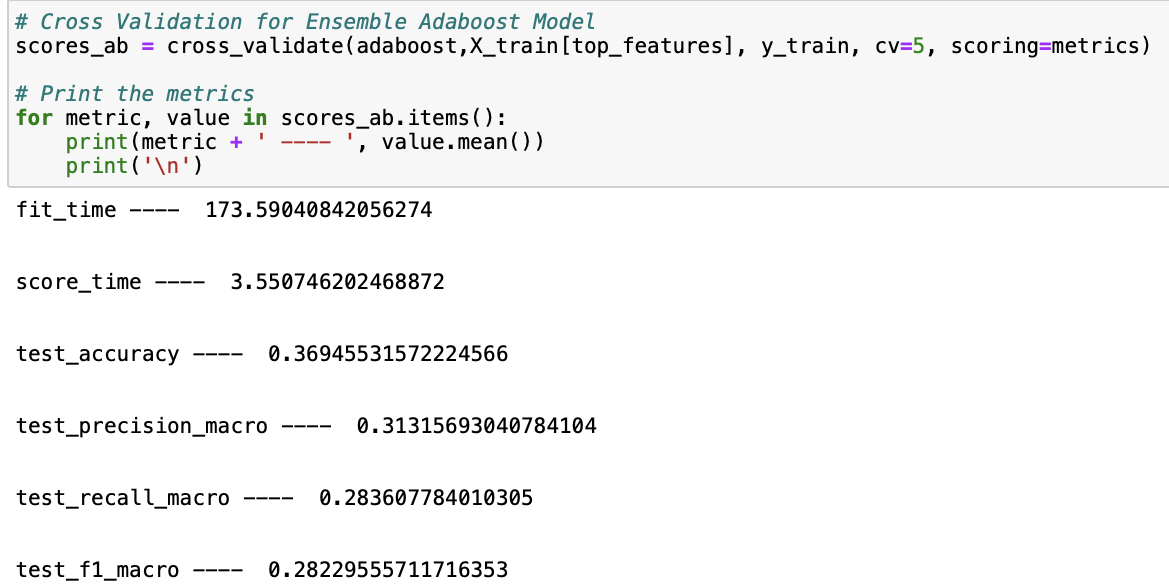 # Cross Validation for Ensemble Adaboost Model
scores_ab = cross_validate(adaboost,X_train[top_features], y_train, cv=5, scoring=metrics)
# Print the metrics
for metric, value in scores_ab.items():
    print(metric + ' ---- ', value.mean())
    print('\n')
fit_time ----  173.59040842056274
score_time ----  3.550746202468872
test_accuracy ----  0.36945531572224566
test_precision_macro ----  0.31315693040784104
test_recall_macro ----  0.283607784010305
test_f1_macro ----  0.28229555711716353